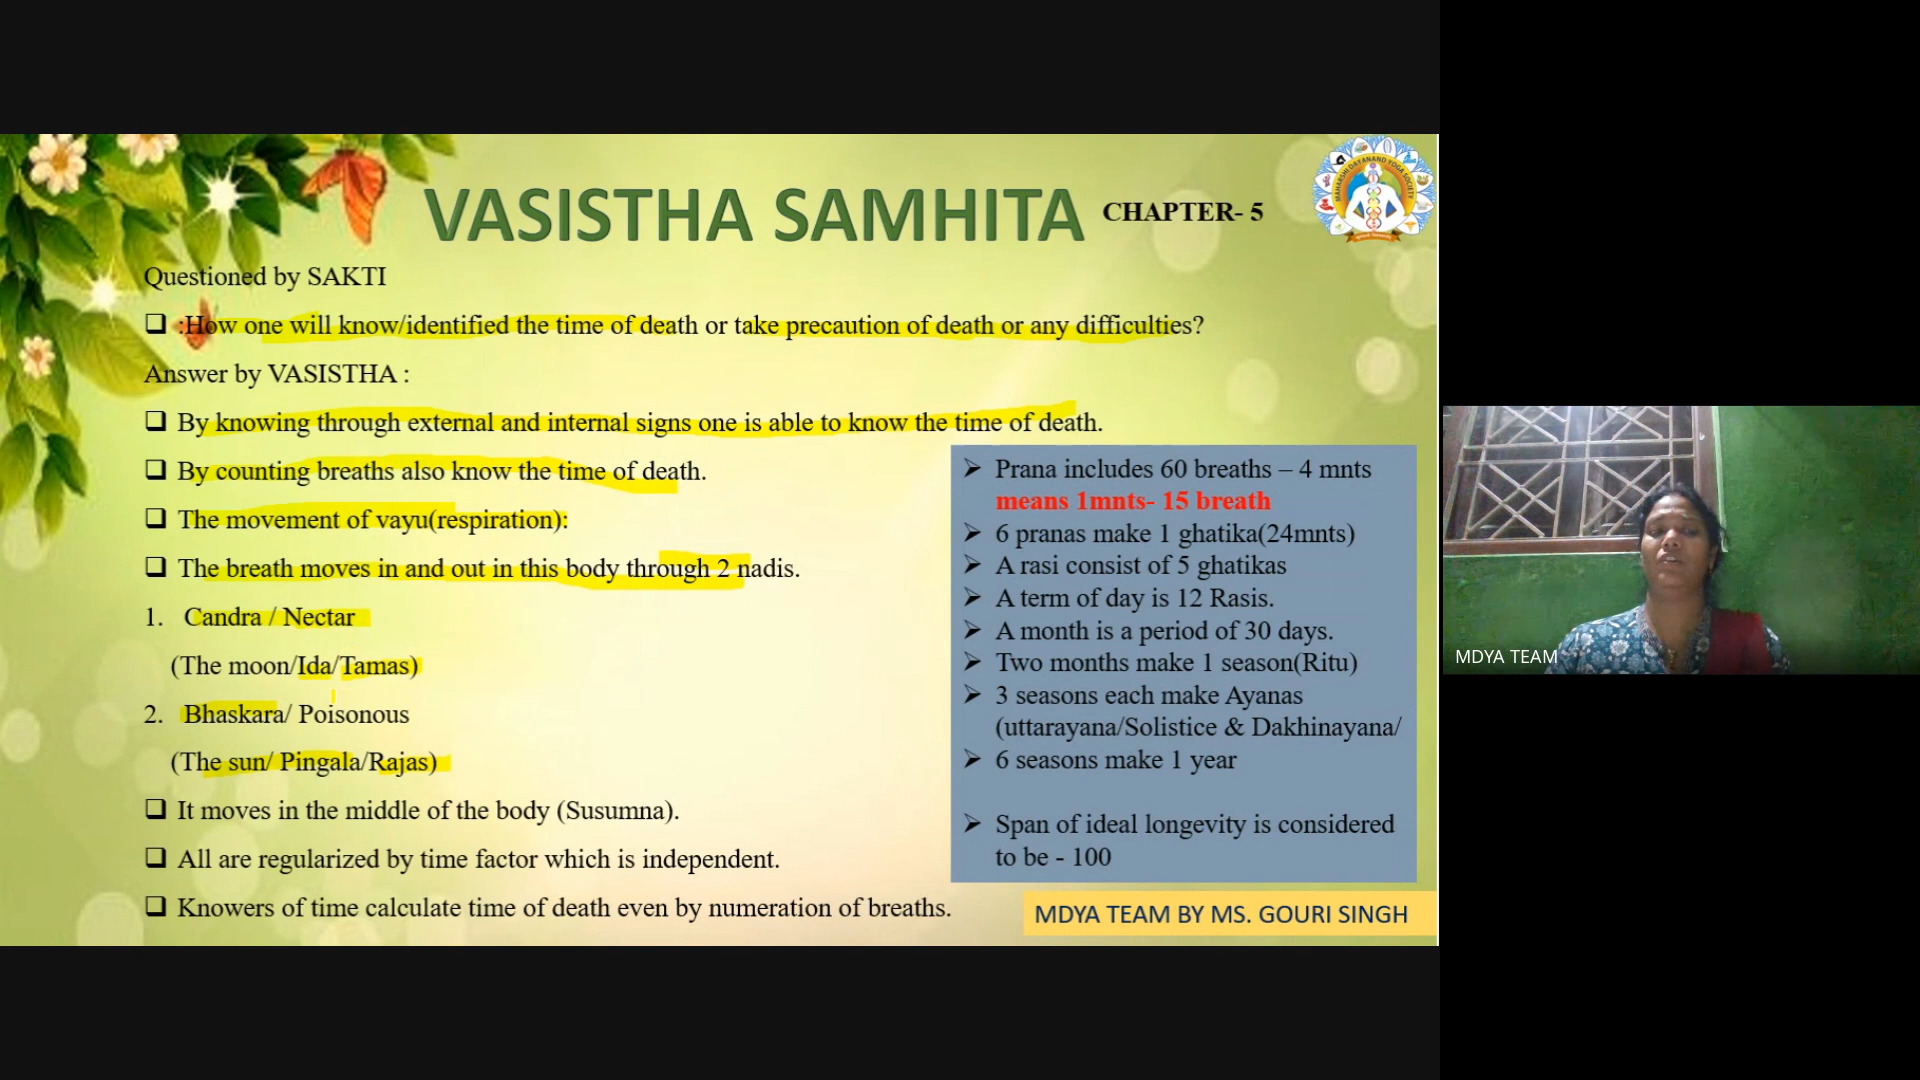 VASISTHA SAMHITA CHAPTER- 5
MAHARSHI DAYANAND YOGA SOCIETY
Questioned by SAKTI
❑ :How one will know/identified the time of death or take precaution of death or any difficulties?
Answer by VASISTHA :
❑ By knowing through external and internal signs one is able to know the time of death.
❑ By counting breaths also know the time of death.
❑ The movement of vayu(respiration):
❑ The breath moves in and out in this body through 2 nadis.
1. Candra / Nectar
(The moon/Ida/Tamas)
2. Bhaskara/ Poisonous
(The sun/ Pingala/Rajas)
❑ It moves in the middle of the body (Susumna).
❑ All are regularized by time factor which is independent.
❑ Knowers of time calculate time of death even by numeration of breaths.
➢ Prana includes 60 breaths – 4 mnts
means 1mnts- 15 breath
➢ 6 pranas make 1 ghatika(24mnts)
➢ A rasi consist of 5 ghatikas
➢ A term of day is 12 Rasis.
➢ A month is a period of 30 days.
➢ Two months make 1 season(Ritu)
➢ 3 seasons each make Ayanas
(uttarayana/Solistice & Dakhinayana/
➢ 6 seasons make 1 year
➢ Span of ideal longevity is considered
to be - 100
MDYA TEAM BY MS. GOURI SINGH
MDYA TEAM